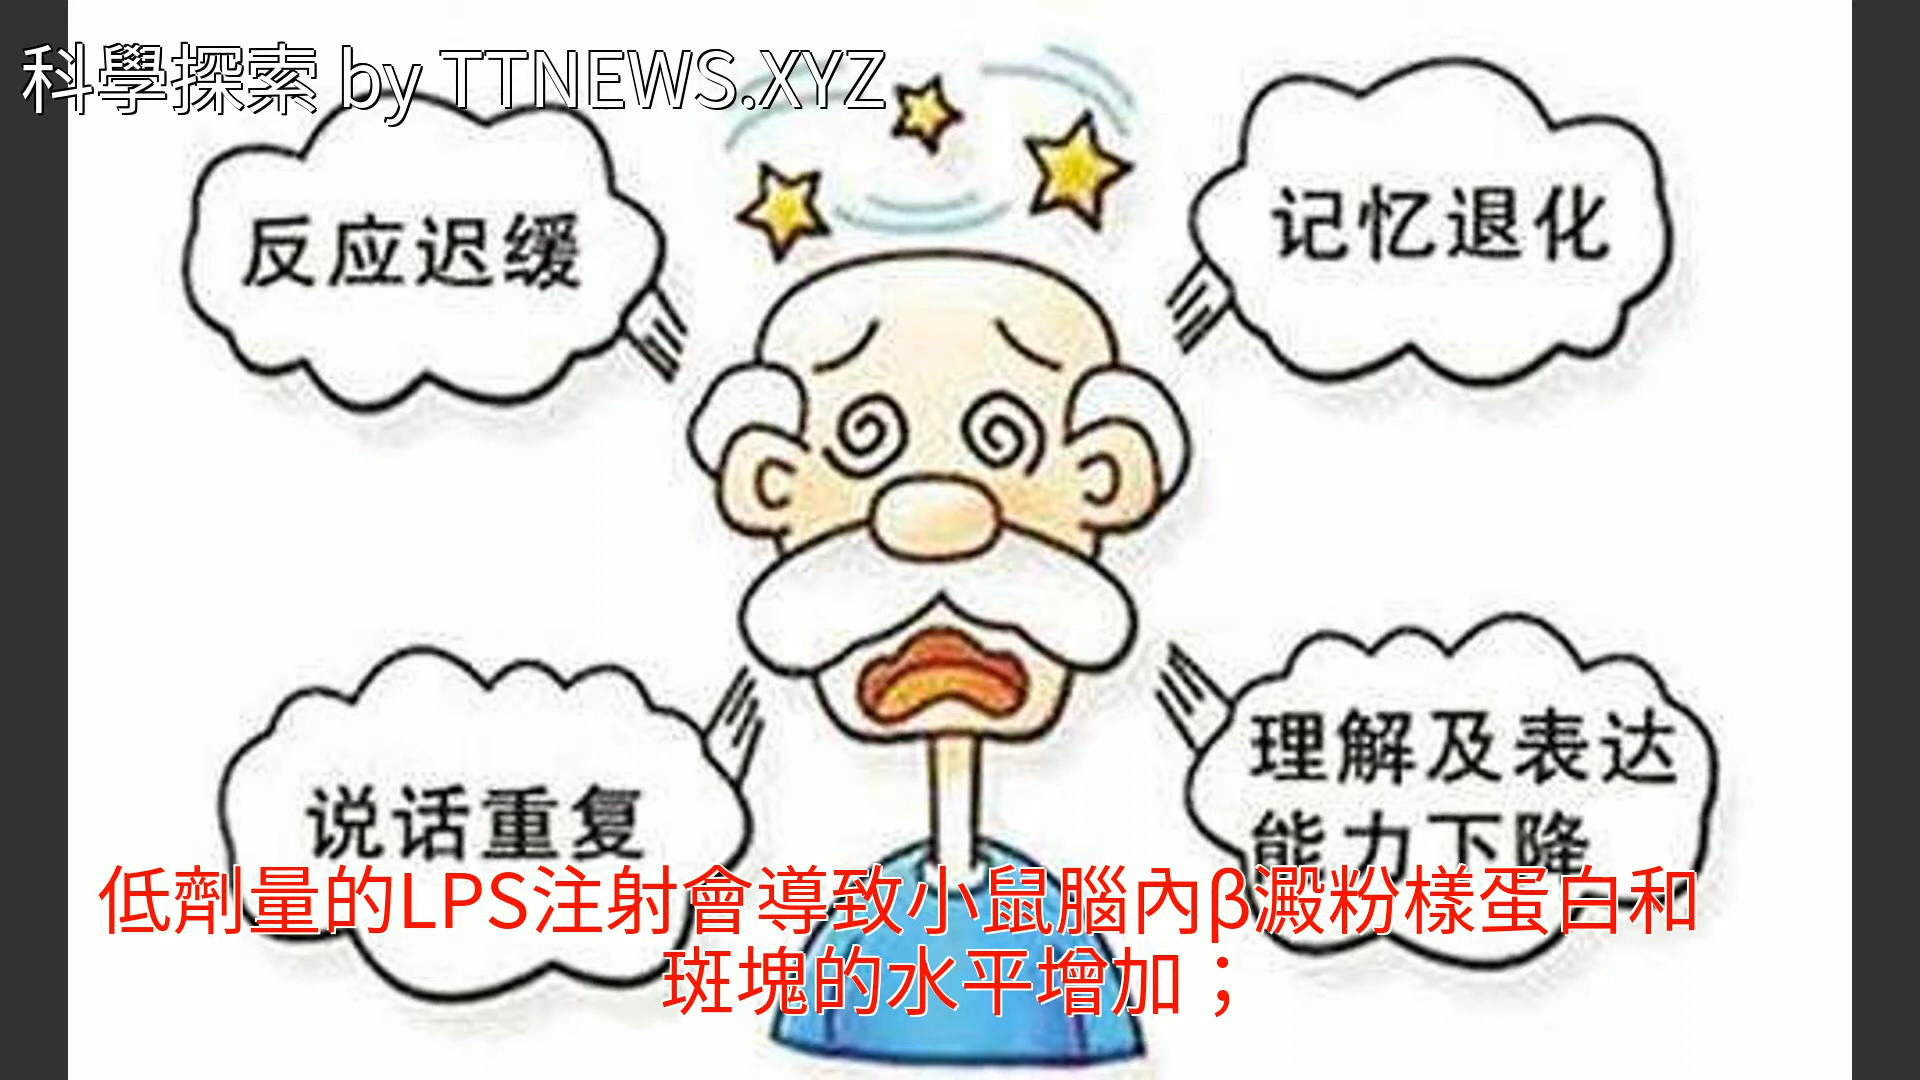 科學探索 by TTNEWS.XYZ
反应迟缓
记忆退化
说话重复
理解及表达
能力下降
低劑量的LPS注射會導致小鼠腦內β澱粉樣蛋白和
斑塊的水平增加；